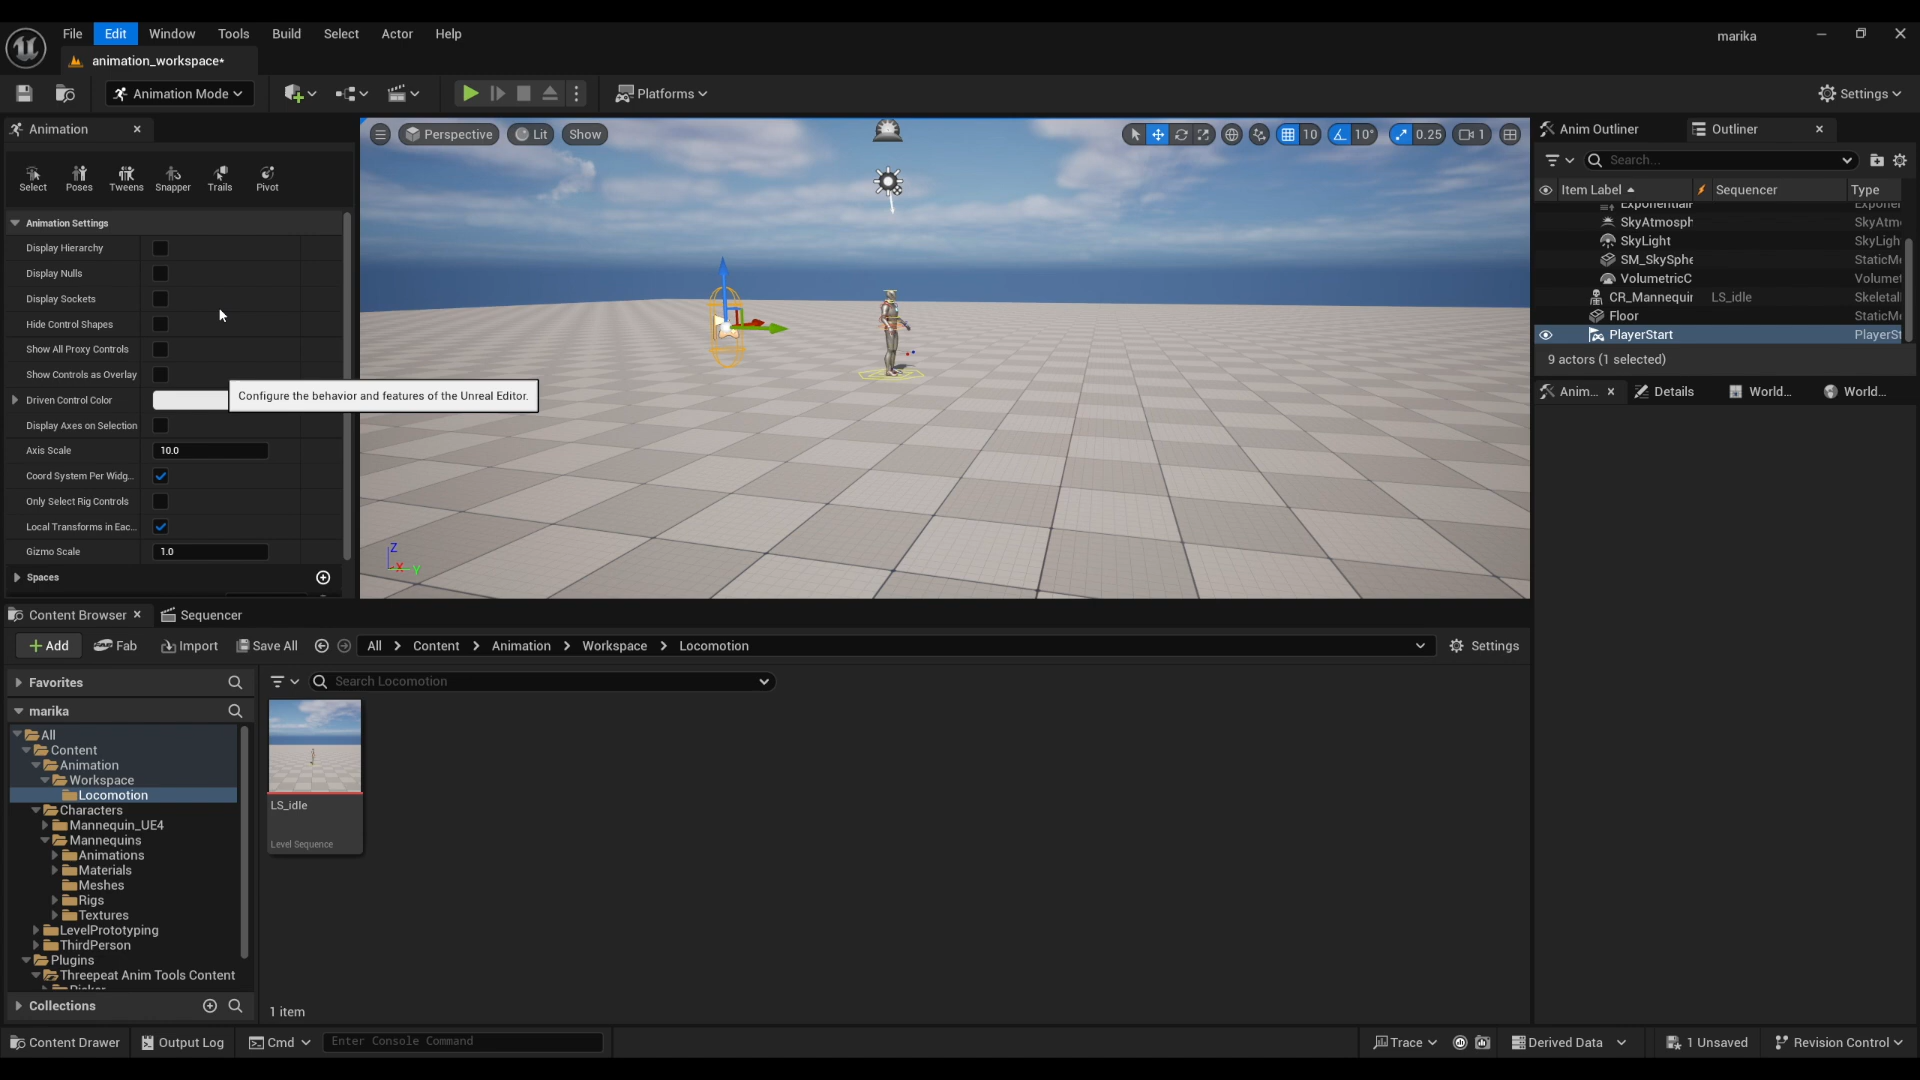 File Edit Window Tools Build Select Actor Help
marika
animation_workspace*
Animation Mode
Platforms
Settings
Animation
Select Poses Tweens Snapper Trails Pivot
Animation Settings
Display Hierarchy
Display Nulls
Display Sockets
Hide Control Shapes
Show All Proxy Controls
Show Controls as Overlay
Driven Control Color
Display Axes on Selection
Axis Scale 10.0
Coord System Per Widg...
Only Select Rig Controls
Local Transforms in Eac...
Gizmo Scale 1.0
Spaces
Configure the behavior and features of the Unreal Editor.
Perspective Lit Show
10 10° 0.25 1
Z
X Y
Anim Outliner Outliner
Search...
Item Label Sequencer Type
SkyAtmosph SkyAtm
SkyLight SkyLigh
SM_SkySphe StaticMe
VolumetricC Volumet
CR_Mannequin LS_idle Skeletal
Floor StaticMe
PlayerStart PlayerSt
9 actors (1 selected)
Anim... Details World... World...
Content Browser Sequencer
Add Fab Import Save All All Content Animation Workspace Locomotion Settings
Favorites
Search Locomotion
marika
All
Content
Animation
Workspace
Locomotion
Characters
Mannequin_UE4
Mannequins
Animations
Materials
Meshes
Rigs
Textures
LevelPrototyping
ThirdPerson
Plugins
Threepeat Anim Tools Content
Collections
LS_idle
Level Sequence
1 item
Content Drawer Output Log Cmd Enter Console Command Trace Derived Data 1 Unsaved Revision Control